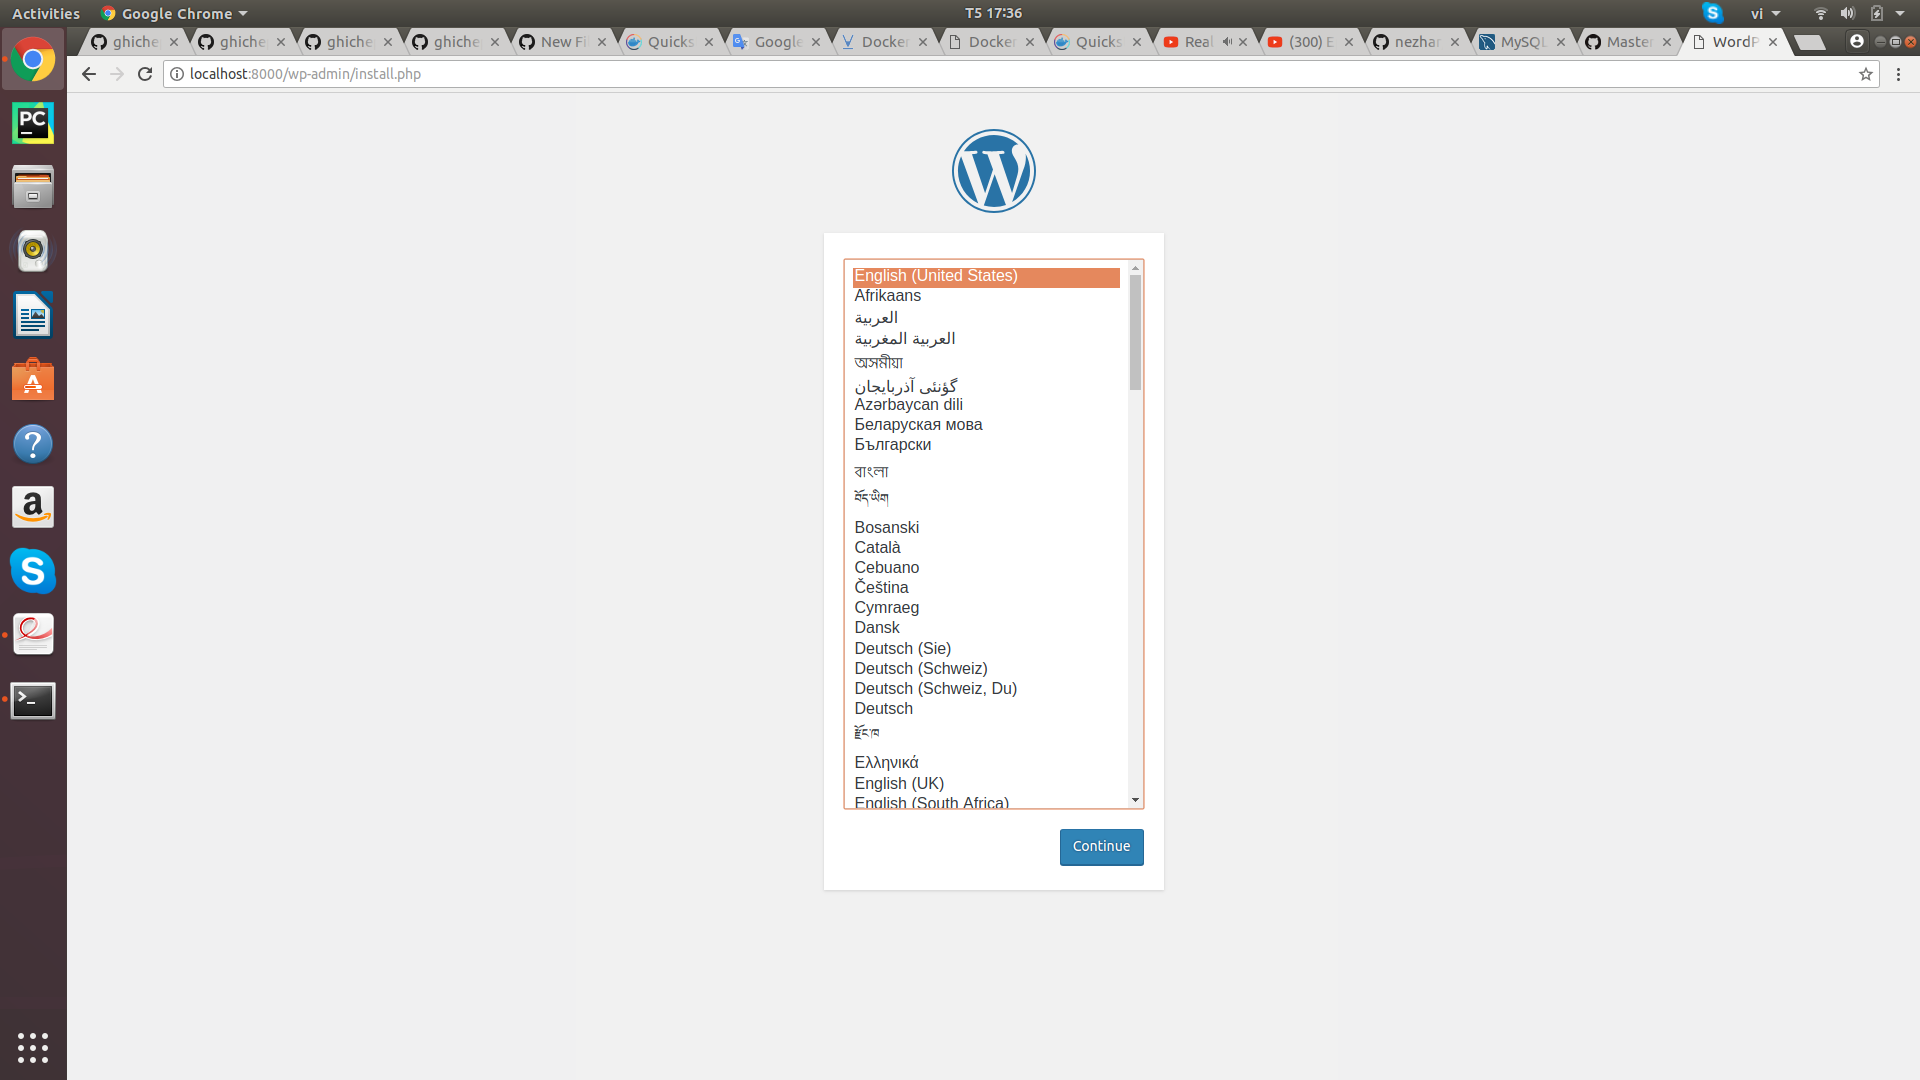 Activities
Google Chrome
T5 17:36
vi
ghiche
ghiche
ghiche
ghiche
New Fi
Quicks
Google
Docker
Docker
Quicks
Real
(300) E
nezhar
MySQL
Master
WordP
localhost:8000/wp-admin/install.php
English (United States)
Afrikaans
العربية
العربية المغربية
অসমীয়া
گؤنئی آذربایجان
Azərbaycan dili
Беларуская мова
Български
বাংলা
བོད་ཡིག
Bosanski
Català
Cebuano
Čeština
Cymraeg
Dansk
Deutsch (Sie)
Deutsch (Schweiz)
Deutsch (Schweiz, Du)
Deutsch
རྫོང་ཁ
Ελληνικά
English (UK)
English (South Africa)
Continue